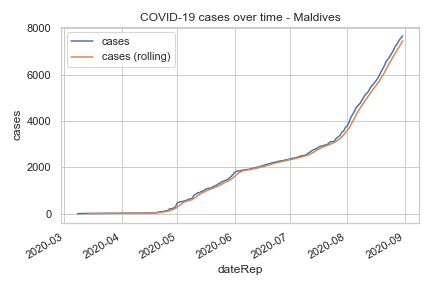 COVID-19 cases over time - Maldives
cases
cases (rolling)
8000
6000
4000
2000
0
cases
2020-03
2020-04
2020-05
2020-06
2020-07
2020-08
2020-09
dateRep